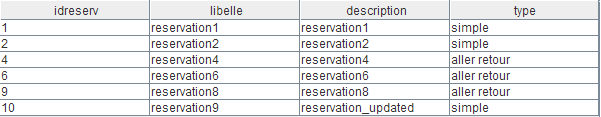 idreserv libelle description type
1 reservation1 reservation1 simple
2 reservation2 reservation2 simple
4 reservation4 reservation4 aller retour
6 reservation6 reservation6 aller retour
9 reservation8 reservation8 aller retour
10 reservation9 reservation_updated simple